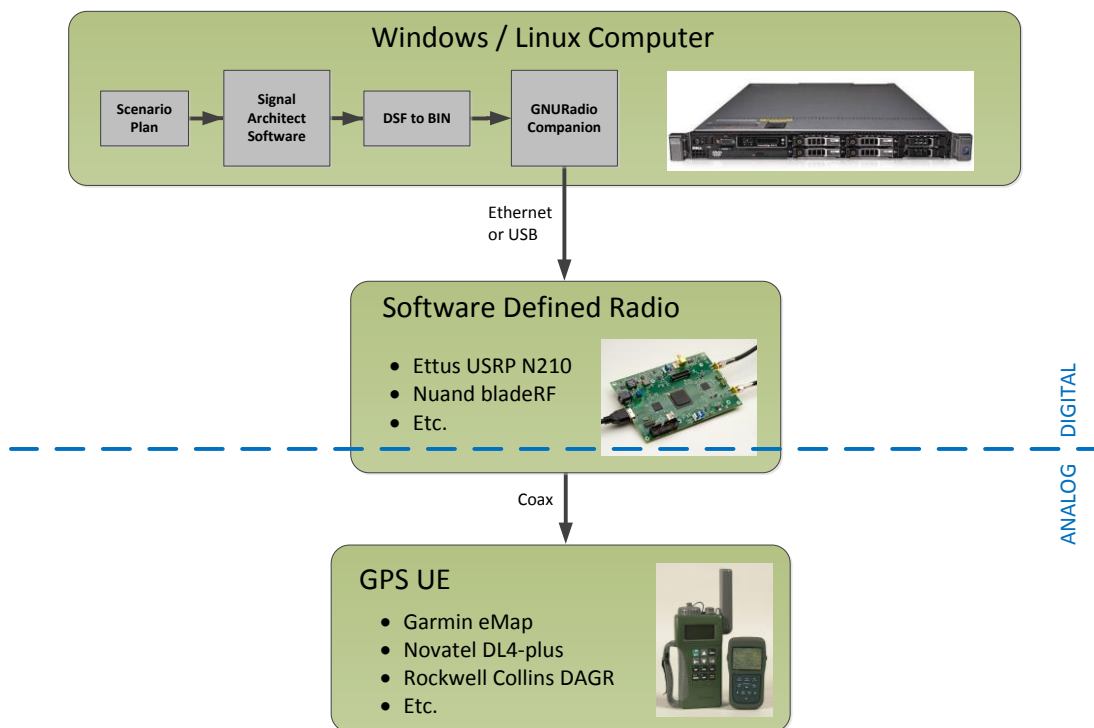 Windows / Linux Computer
Scenario
Plan
Signal
Architect
Software
DSF to BIN
GNURadio
Companion
Ethernet
or USB
Software Defined Radio
• Ettus USRP N210
• Nuand bladeRF
• Etc.
DIGITAL
ANALOG
Coax
GPS UE
• Garmin eMap
• Novatel DL4-plus
• Rockwell Collins DAGR
• Etc.